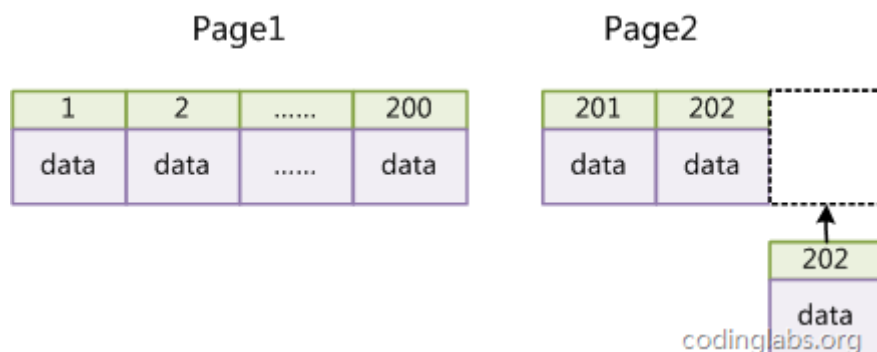 Page1 Page2
1 2 ...... 200 201 202
data data ...... data data data
202
data
codinglabs.org